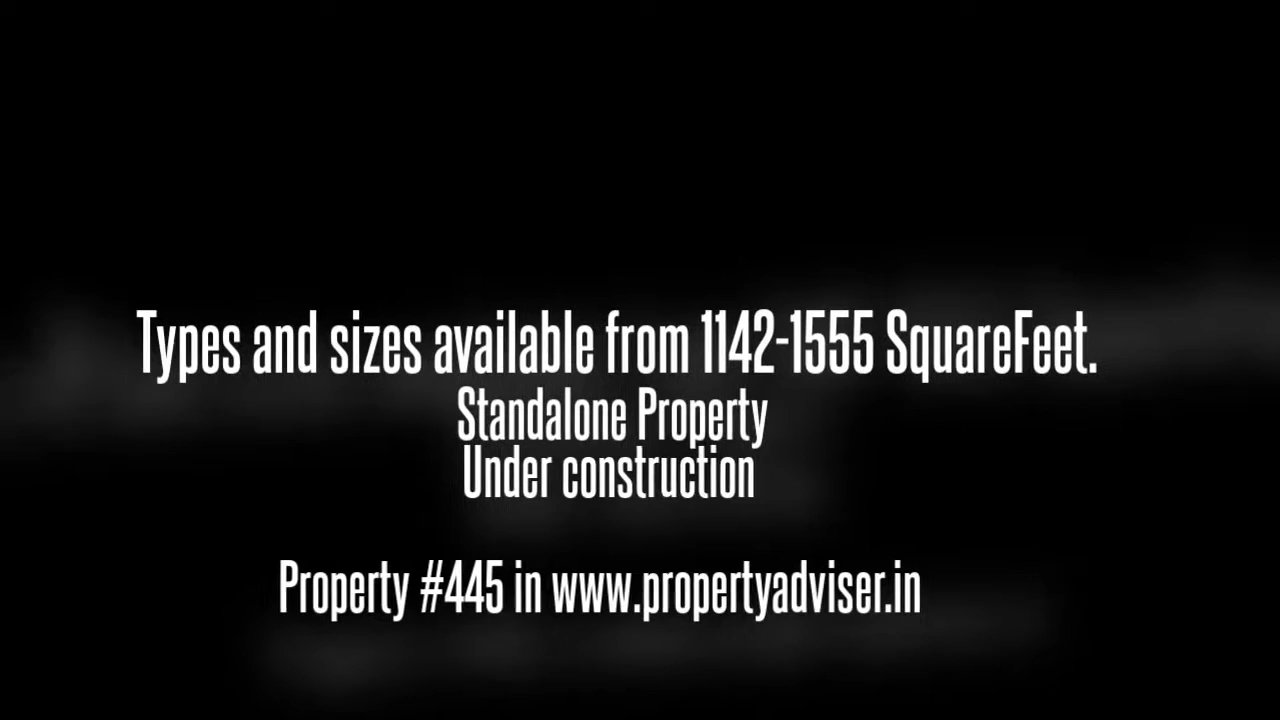 Types and sizes available from 1142-1555 SquareFeet.
Standalone Property
Under construction
Property #445 in www.propertyadviser.in